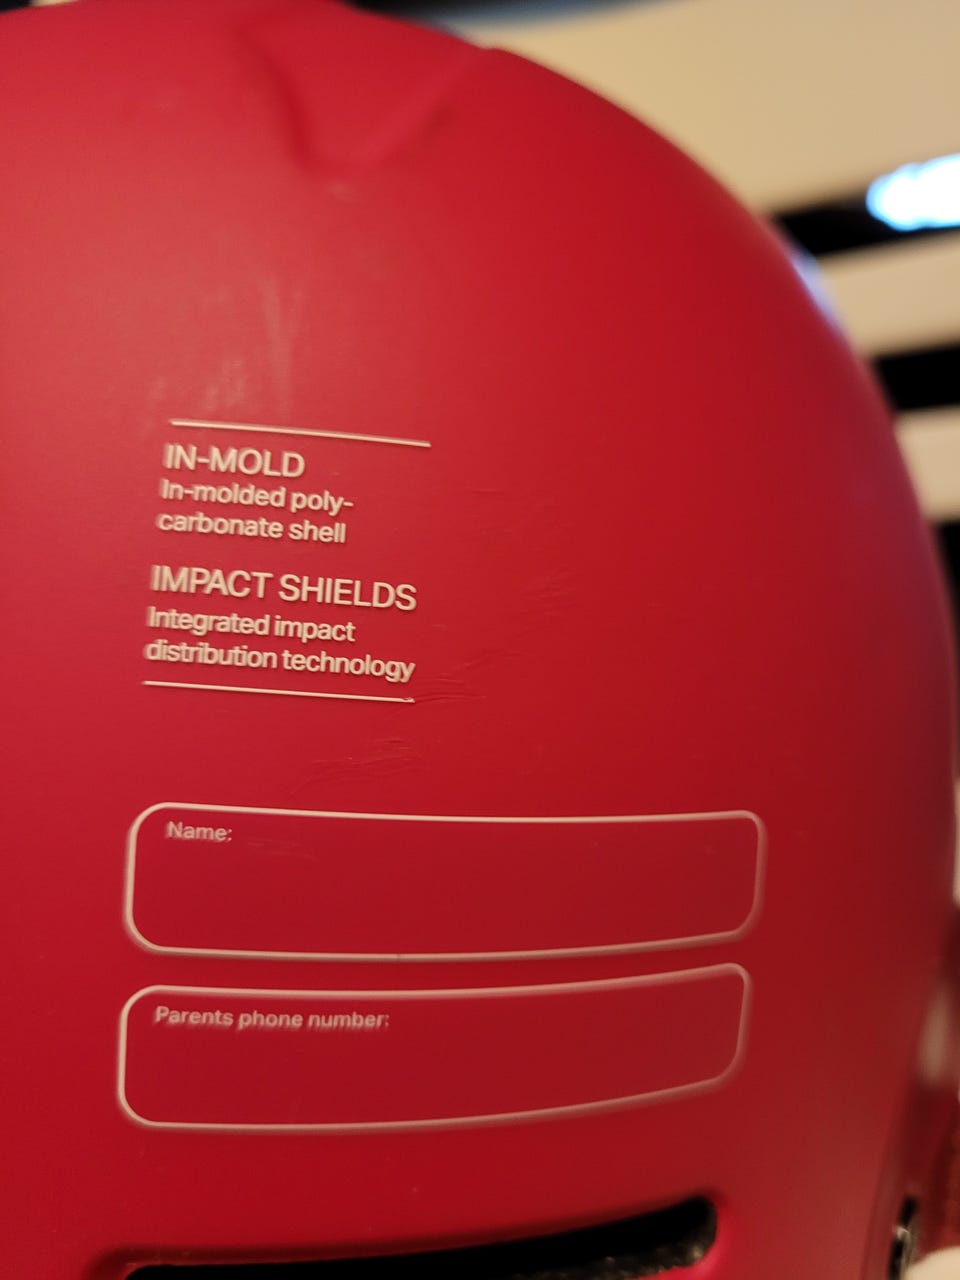 IN-MOLD
In-molded poly-
carbonate shell
IMPACT SHIELDS
Integrated impact
distribution technology
Name:
Parents phone number: